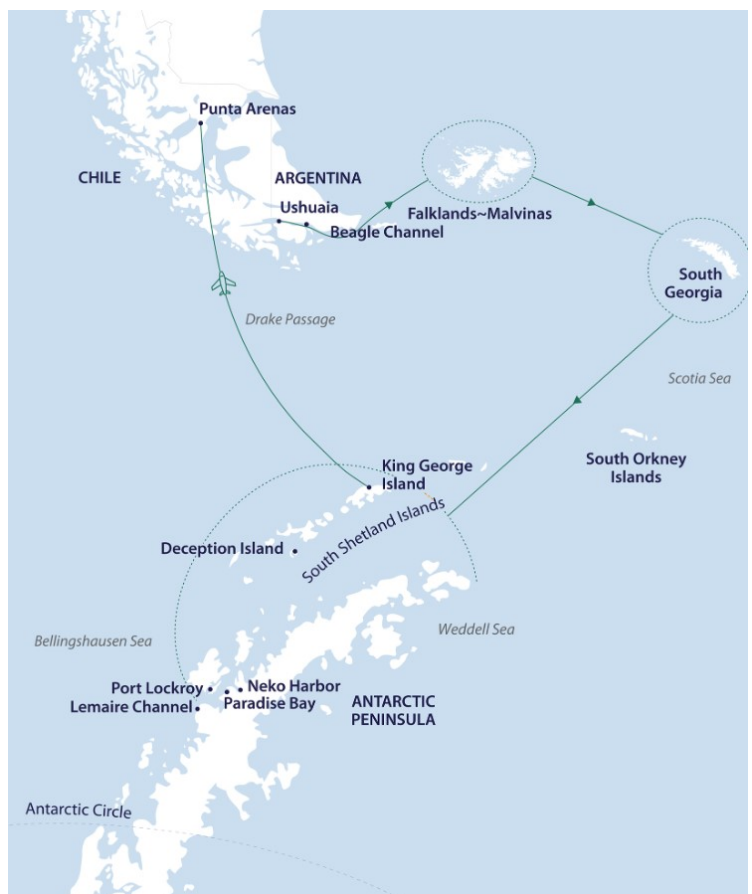 Punta Arenas
CHILE
ARGENTINA
Ushuaia
Beagle Channel
Falklands~Malvinas
South
Georgia
Drake Passage
Scotia Sea
King George
Island
South Orkney
Islands
South Shetland Islands
Deception Island
Bellingshausen Sea
Weddell Sea
Port Lockroy
Neko Harbor
Lemaire Channel
Paradise Bay
ANTARCTIC
PENINSULA
Antarctic Circle